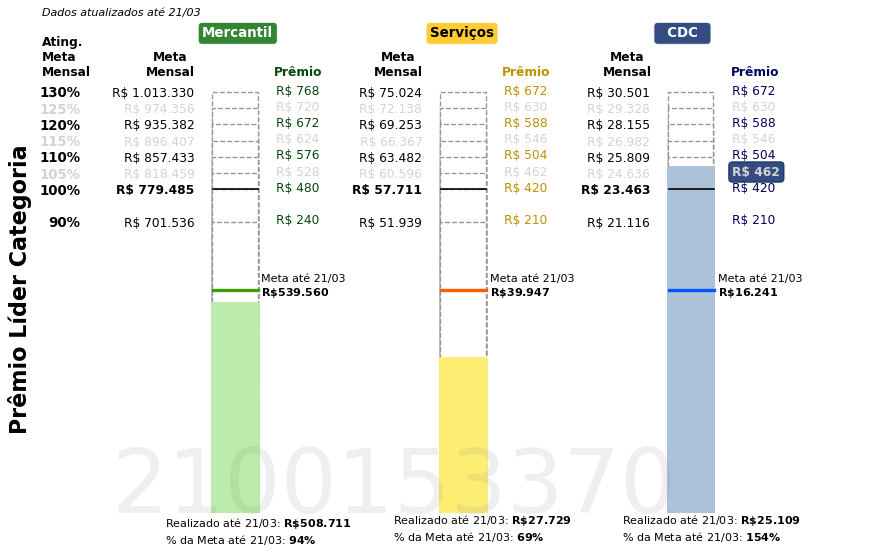 Dados atualizados até 21/03
Mercantil Serviços CDC
Ating. Meta Mensal Meta Mensal Prêmio Meta Mensal Prêmio Meta Mensal Prêmio
130% R$ 1.013.330 R$ 768 R$ 75.024 R$ 672 R$ 30.501 R$ 672
125% R$ 974.356 R$ 720 R$ 72.138 R$ 630 R$ 29.328 R$ 630
120% R$ 935.382 R$ 672 R$ 69.253 R$ 588 R$ 28.155 R$ 588
115% R$ 896.407 R$ 624 R$ 66.367 R$ 546 R$ 26.982 R$ 546
110% R$ 857.433 R$ 576 R$ 63.482 R$ 504 R$ 25.809 R$ 504
105% R$ 818.459 R$ 528 R$ 60.596 R$ 462 R$ 24.636 R$ 462
100% R$ 779.485 R$ 480 R$ 57.711 R$ 420 R$ 23.463 R$ 420
90% R$ 701.536 R$ 240 R$ 51.939 R$ 210 R$ 21.116 R$ 210
Prêmio Líder Categoria
Meta até 21/03 Meta até 21/03 Meta até 21/03
R$539.560 R$39.947 R$16.241
2100153370
Realizado até 21/03: R$508.711 Realizado até 21/03: R$27.729 Realizado até 21/03: R$25.109
% da Meta até 21/03: 94% % da Meta até 21/03: 69% % da Meta até 21/03: 154%